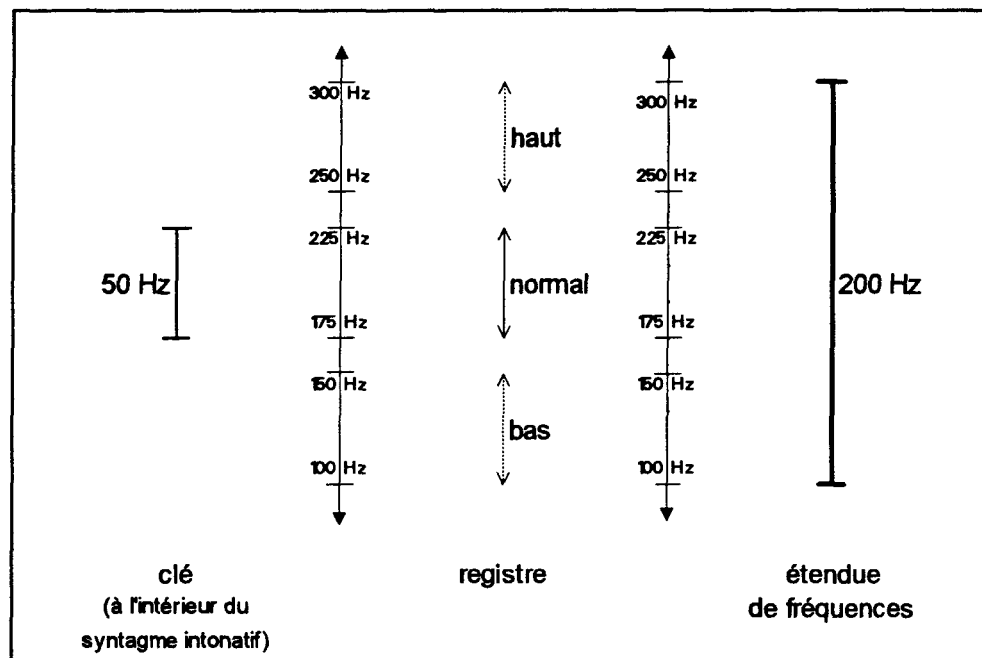 300 Hz
300 Hz
haut
250 Hz
250 Hz
225 Hz
225 Hz
50 Hz
normal
200 Hz
175 Hz
175 Hz
150 Hz
150 Hz
bas
100 Hz
100 Hz
clé
(à l'intérieur du
syntagme intonatif)
registre
étendue
de fréquences